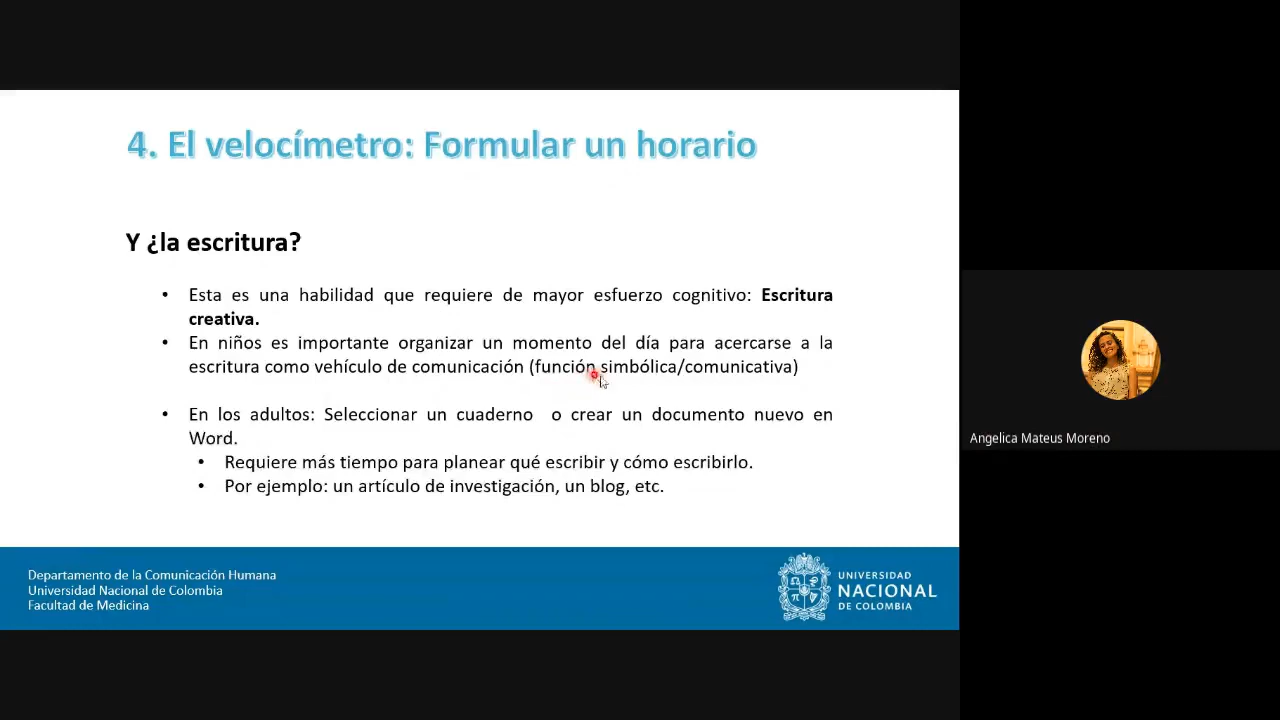 4. El velocímetro: Formular un horario
Y ¿la escritura?
• Esta es una habilidad que requiere de mayor esfuerzo cognitivo: Escritura
creativa.
• En niños es importante organizar un momento del día para acercarse a la
escritura como vehículo de comunicación (función simbólica/comunicativa)
• En los adultos: Seleccionar un cuaderno o crear un documento nuevo en
Word.
• Requiere más tiempo para planear qué escribir y cómo escribirlo.
• Por ejemplo: un artículo de investigación, un blog, etc.
Departamento de la Comunicación Humana
Universidad Nacional de Colombia
Facultad de Medicina
UNIVERSIDAD
NACIONAL
DE COLOMBIA
Angelica Mateus Moreno